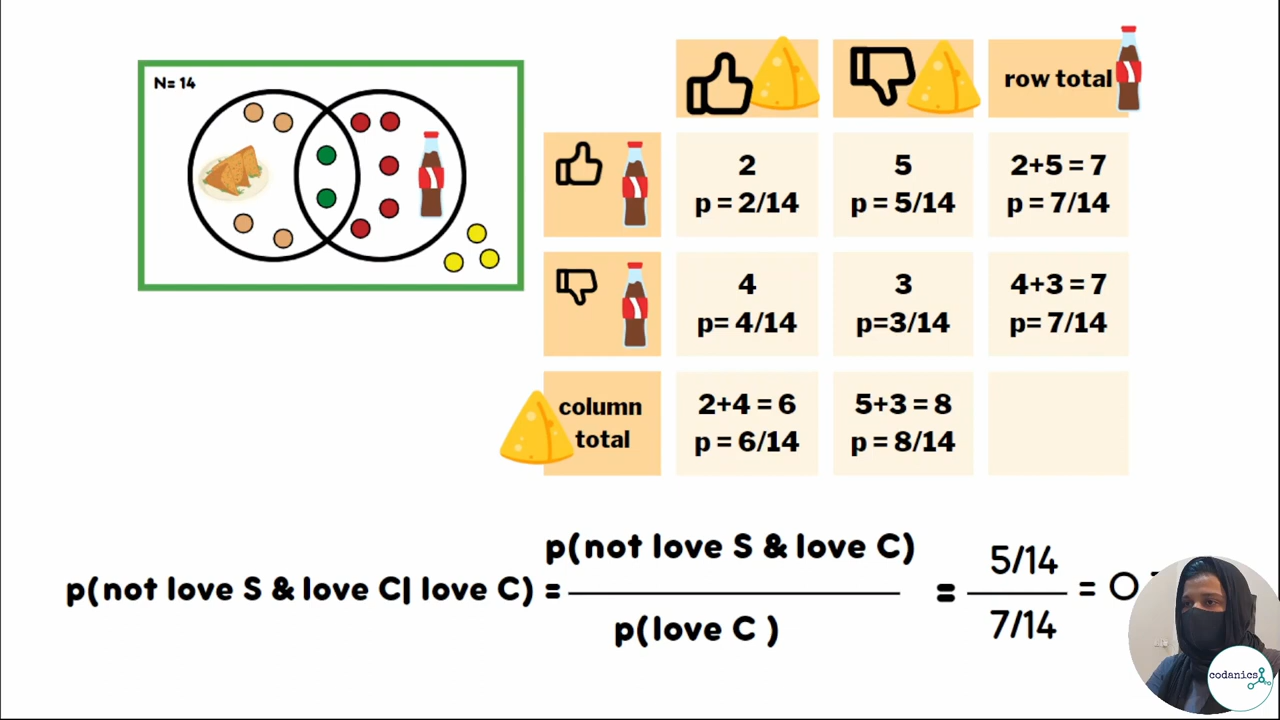 N= 14
row total
2
p = 2/14
5
p = 5/14
2+5 = 7
p = 7/14
4
p= 4/14
3
p=3/14
4+3 = 7
p= 7/14
column
total
2+4 = 6
p = 6/14
5+3 = 8
p = 8/14
p(not love S & love C| love C) =
p(not love S & love C)
p(love C )
=
5/14
7/14
= 0
codanics